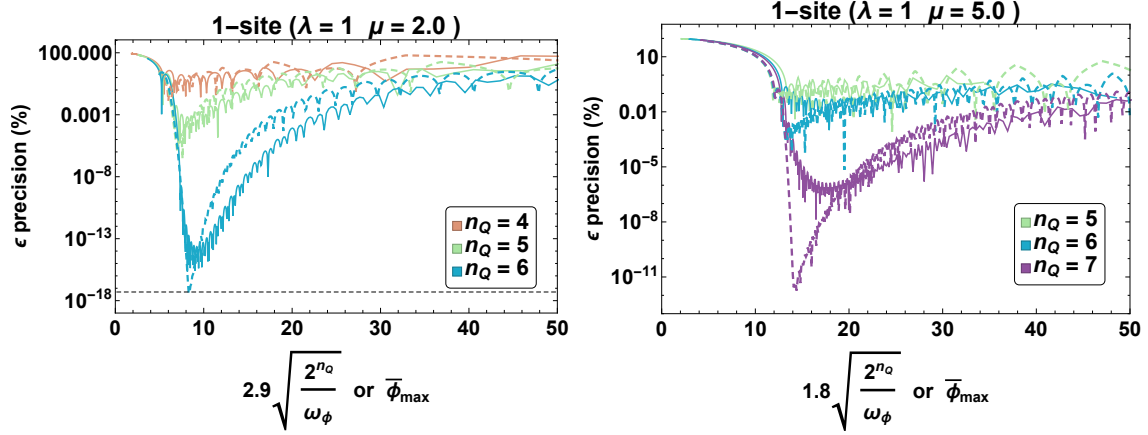 1−site (λ = 1 μ = 2.0 )
ϵ precision (%)
100.000
0.001
10^−8
10^−13
10^−18
0 10 20 30 40 50
n_Q = 4
n_Q = 5
n_Q = 6
2.9 √(2^{n_Q} / ω_ϕ) or ϕ̅_max
1−site (λ = 1 μ = 5.0 )
ϵ precision (%)
10
0.01
10^−5
10^−8
10^−11
0 10 20 30 40 50
n_Q = 5
n_Q = 6
n_Q = 7
1.8 √(2^{n_Q} / ω_ϕ) or ϕ̅_max